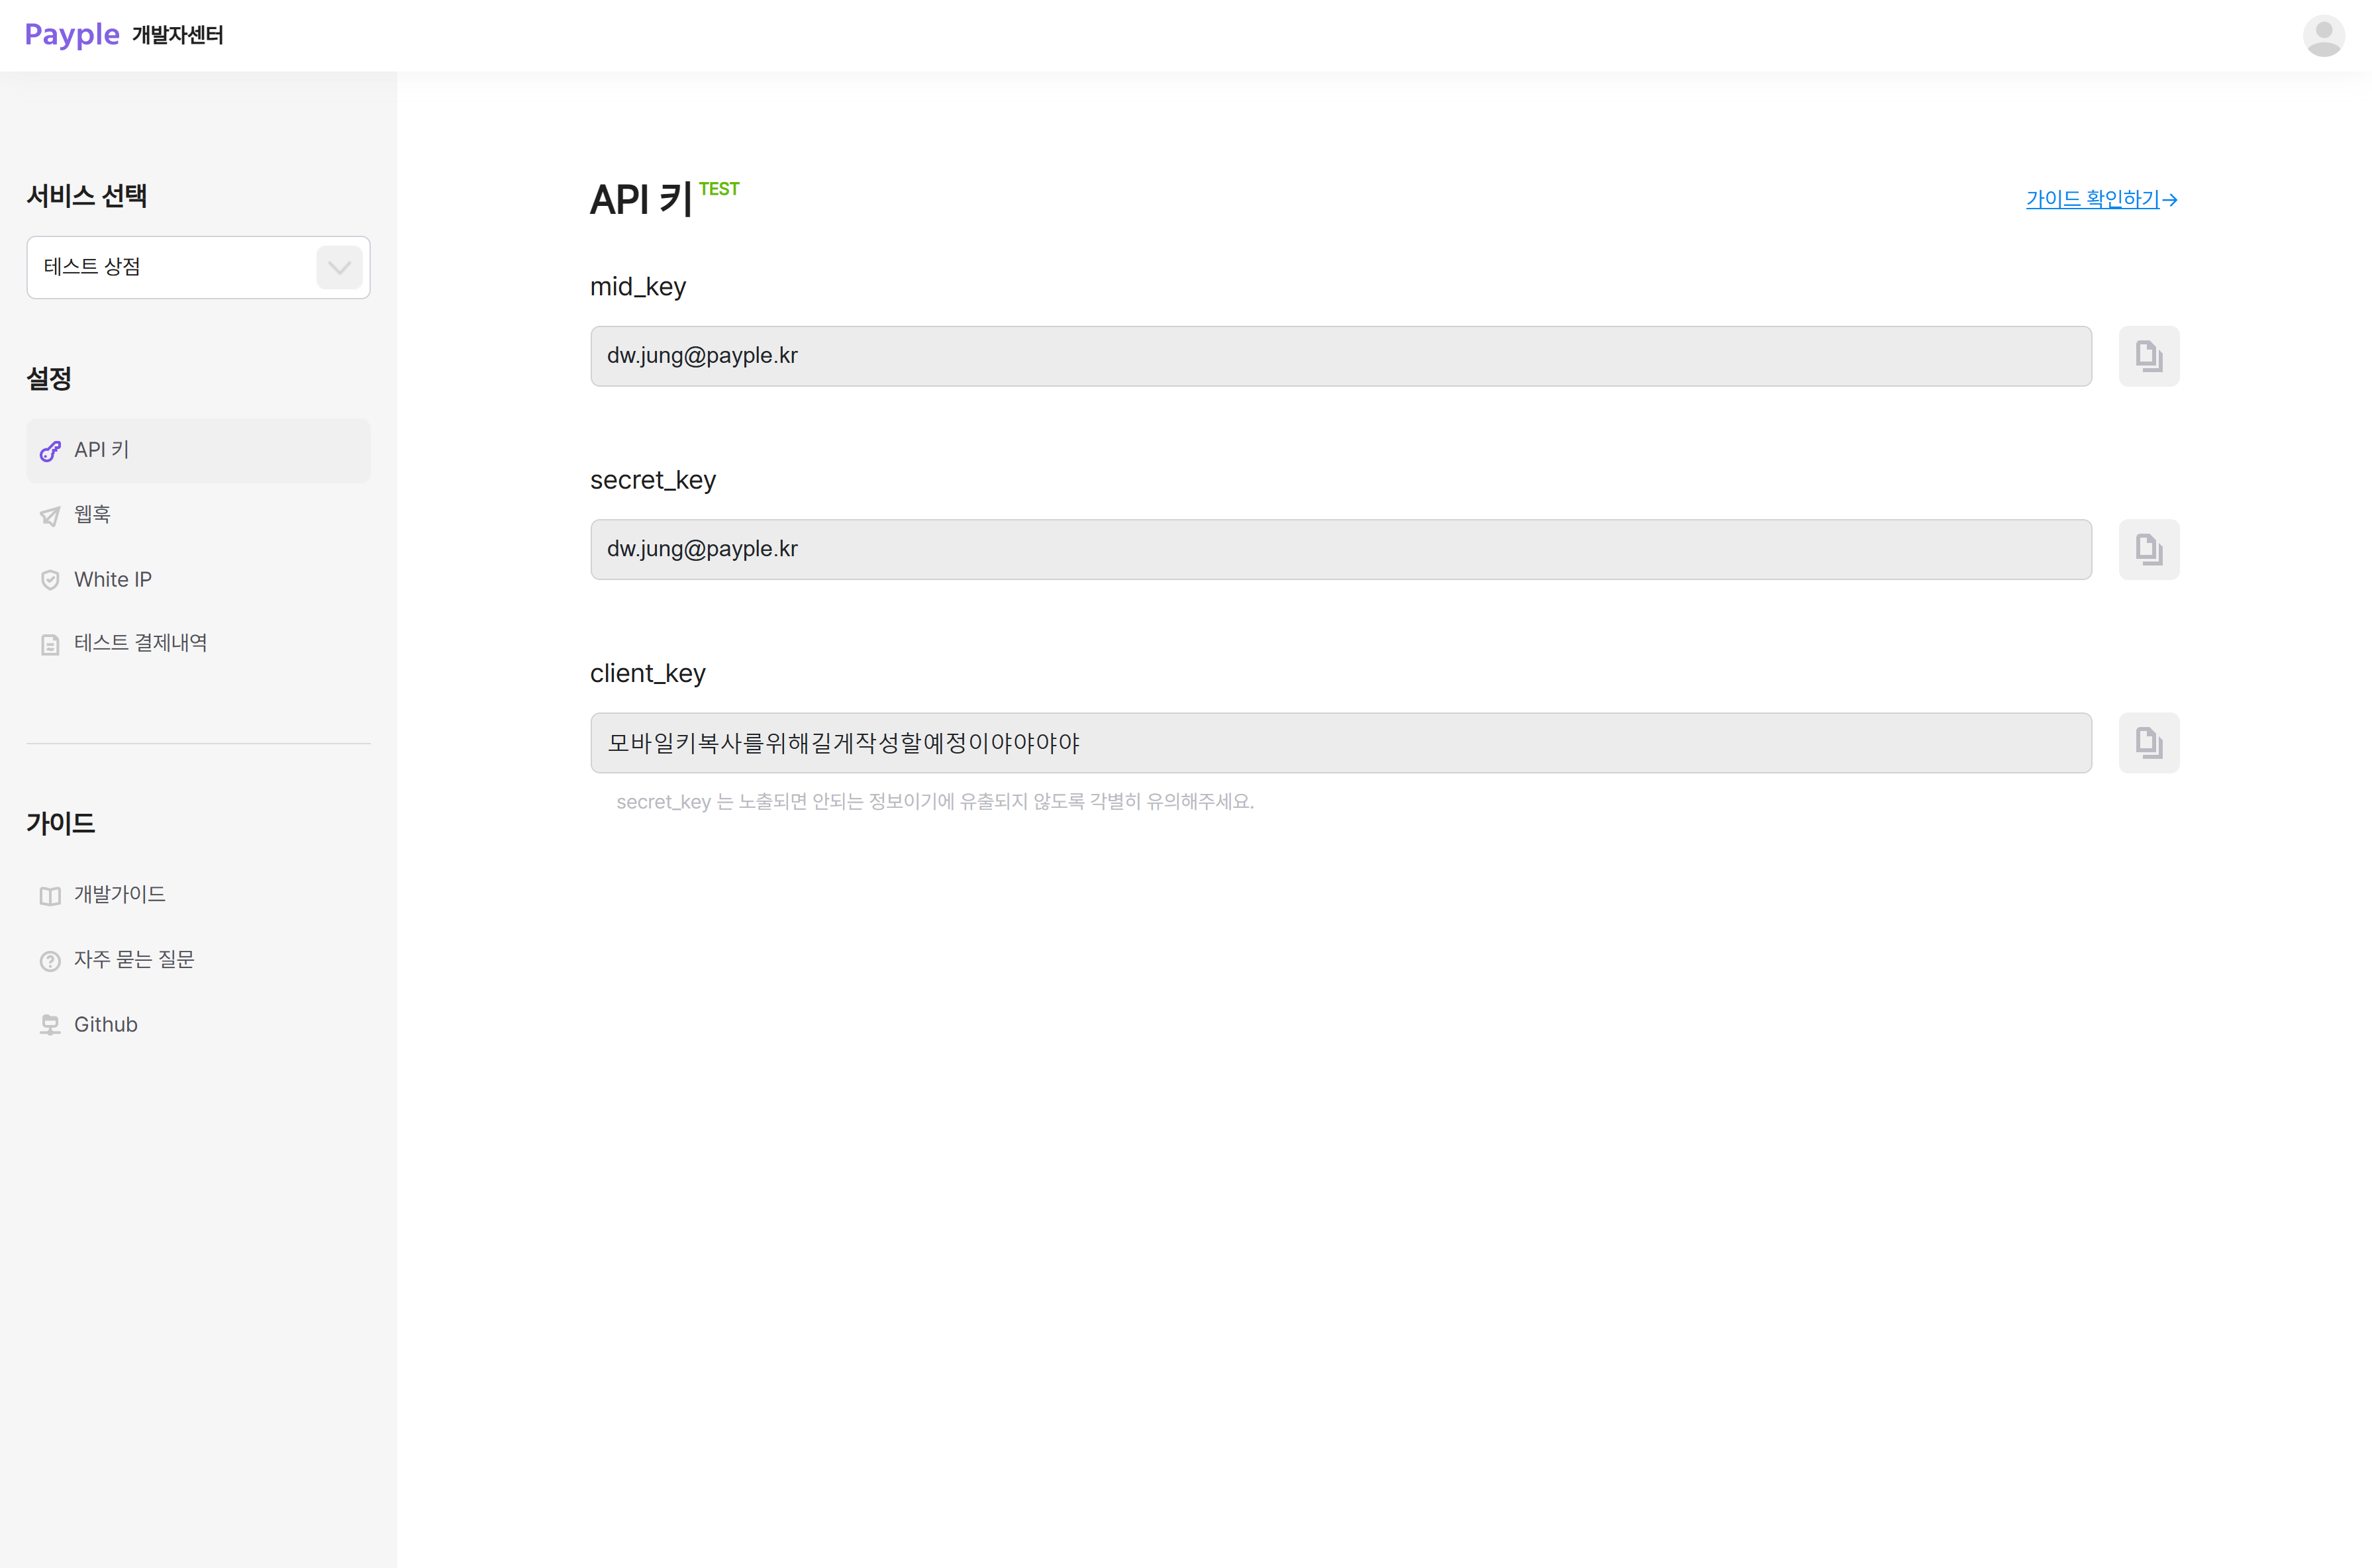 Payple 개발자센터
서비스 선택
테스트 상점
설정
API 키
웹훅
White IP
테스트 결제내역
가이드
개발가이드
자주 묻는 질문
Github
API 키 TEST
가이드 확인하기→
mid_key
dw.jung@payple.kr
secret_key
dw.jung@payple.kr
client_key
모바일키복사를위해길게작성할예정이야야야야
secret_key 는 노출되면 안되는 정보이기에 유출되지 않도록 각별히 유의해주세요.